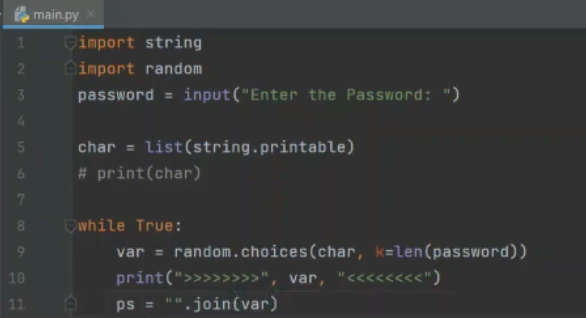 main.py ×
1 import string
2 import random
3 password = input("Enter the Password: ")
4
5 char = list(string.printable)
6 # print(char)
7
8 while True:
9     var = random.choices(char, k=len(password))
10     print(">>>>>>>>", var, "<<<<<<<<")
11     ps = "".join(var)